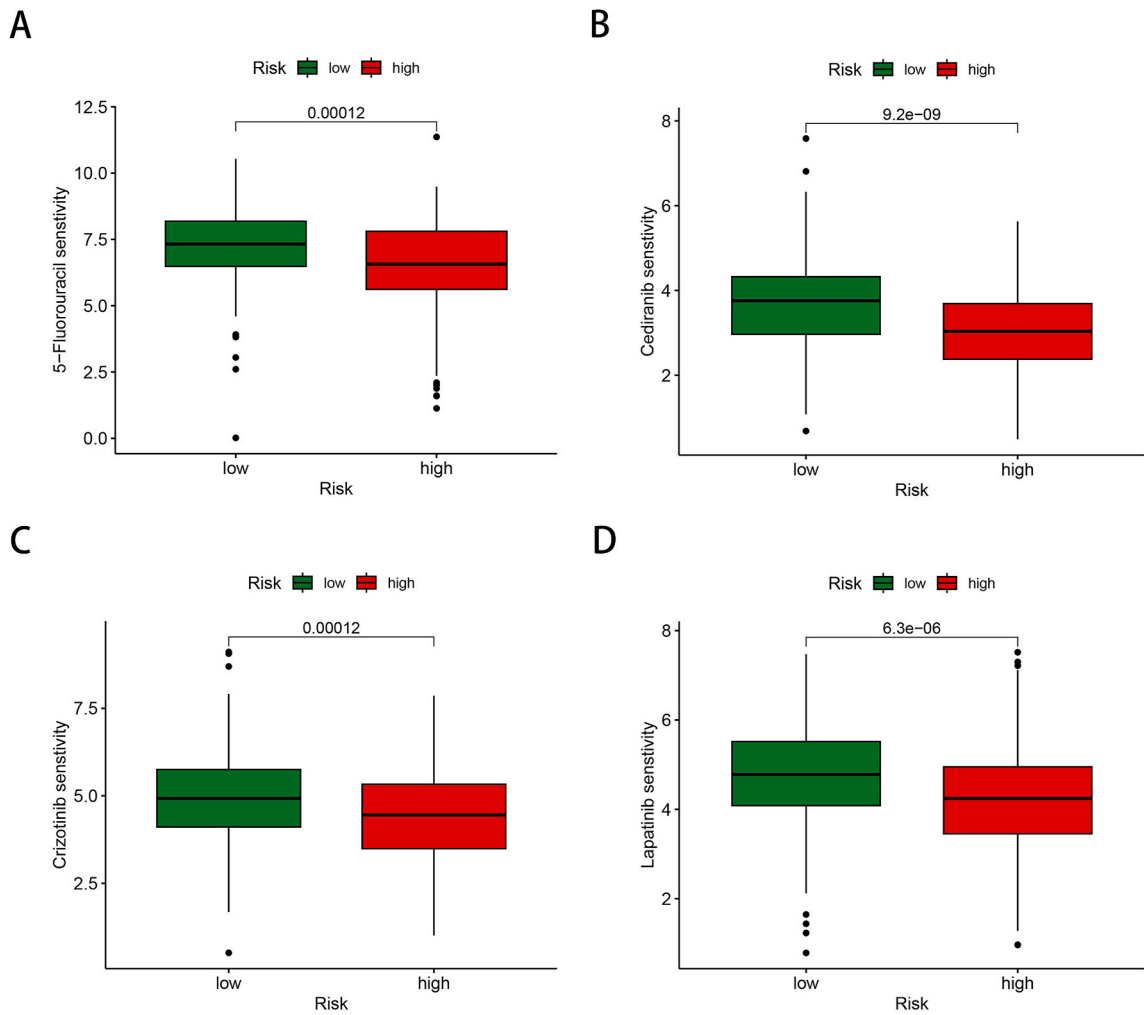 A
Risk low high
0.00012
12.5
10.0
7.5
5.0
2.5
0.0
5−Fluorouracil senstivity
low high
Risk
B
Risk low high
9.2e−09
8
6
4
2
Cediranib senstivity
low high
Risk
C
Risk low high
0.00012
7.5
5.0
2.5
Crizotinib senstivity
low high
Risk
D
Risk low high
6.3e−06
8
6
4
2
Lapatinib senstivity
low high
Risk